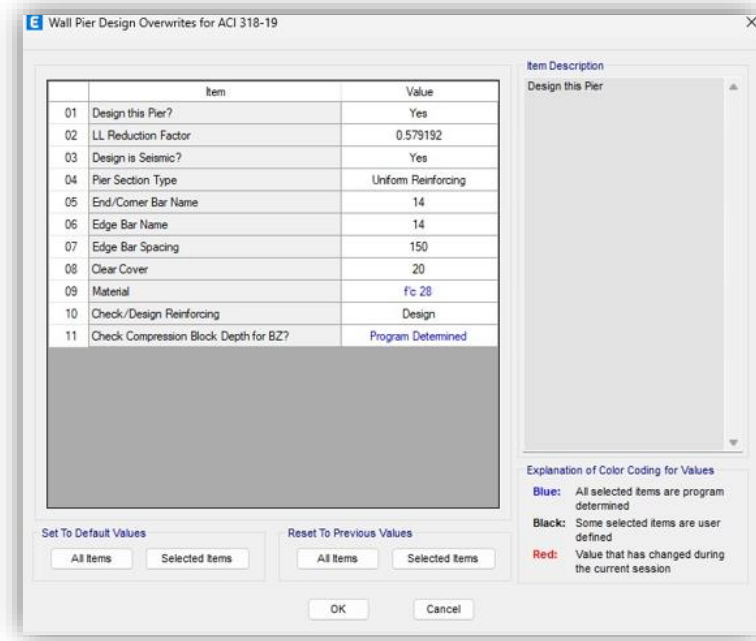 E Wall Pier Design Overwrites for ACI 318-19
Item Value
01 Design this Pier? Yes
02 LL Reduction Factor 0.579192
03 Design is Seismic? Yes
04 Pier Section Type Uniform Reinforcing
05 End/Corner Bar Name 14
06 Edge Bar Name 14
07 Edge Bar Spacing 150
08 Clear Cover 20
09 Material f'c 28
10 Check/Design Reinforcing Design
11 Check Compression Block Depth for BZ? Program Determined
Item Description
Design this Pier
Explanation of Color Coding for Values
Blue: All selected items are program
determined
Black: Some selected items are user
defined
Red: Value that has changed during
the current session
Set To Default Values
All Items Selected Items
Reset To Previous Values
All Items Selected Items
OK Cancel